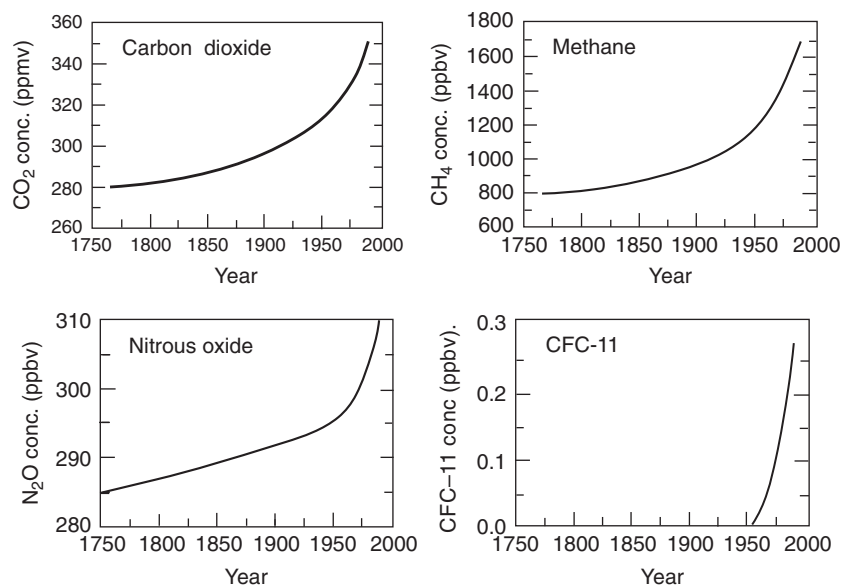 Carbon dioxide
CO2 conc. (ppmv)
360
340
320
300
280
260
1750 1800 1850 1900 1950 2000
Year
Methane
CH4 conc. (ppbv)
1800
1600
1400
1200
1000
800
600
1750 1800 1850 1900 1950 2000
Year
Nitrous oxide
N2O conc. (ppbv)
310
300
290
280
1750 1800 1850 1900 1950 2000
Year
CFC-11
CFC–11 conc (ppbv).
0.3
0.2
0.1
0.0
1750 1800 1850 1900 1950 2000
Year